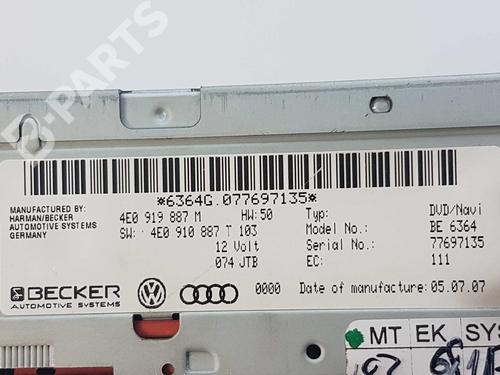 B-PARTS
*6364G.077697135*
MANUFACTURED BY:
HARMAN/BECKER
AUTOMOTIVE SYSTEMS
GERMANY
4E0 919 887 M HW:50
SW: 4E0 910 887 T 103
12 Volt
074 JTB
Typ: DVD/Navi
Model No.: BE 6364
Serial No.: 77697135
EC: 111
BECKER
AUTOMOTIVE SYSTEMS
0000 Date of manufacture: 05.07.07
MT EK SYS